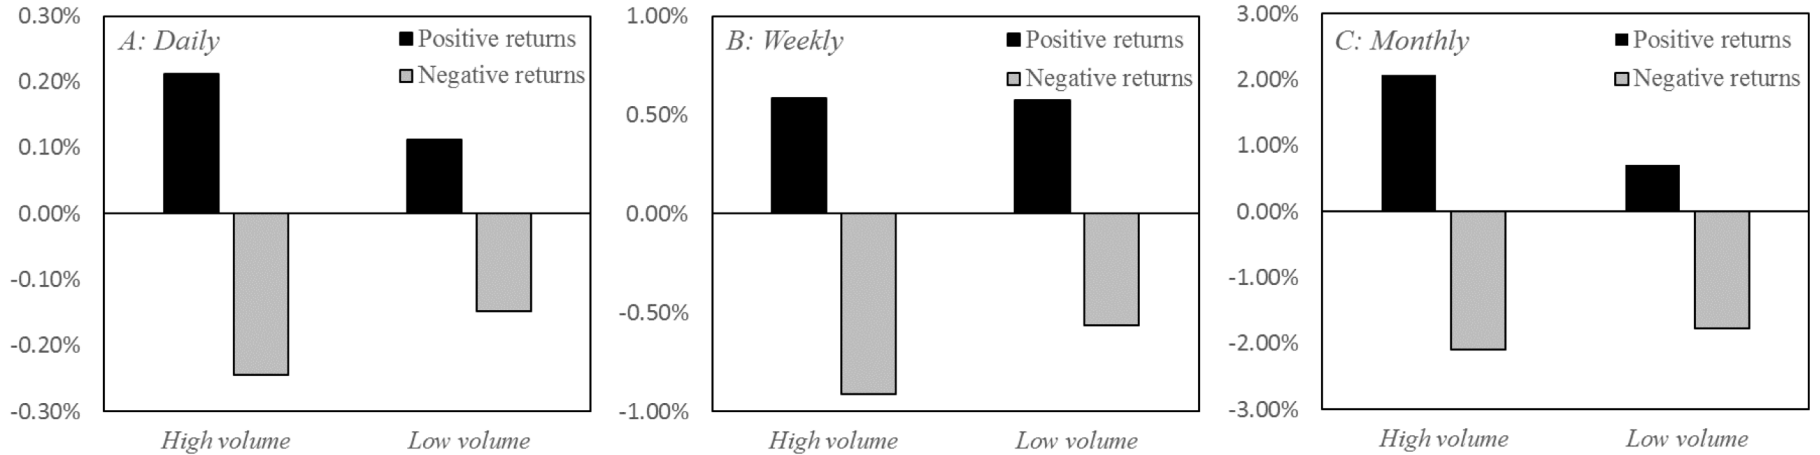 A: Daily
Positive returns
Negative returns
0.30%
0.20%
0.10%
0.00%
-0.10%
-0.20%
-0.30%
High volume
Low volume
B: Weekly
Positive returns
Negative returns
1.00%
0.50%
0.00%
-0.50%
-1.00%
High volume
Low volume
C: Monthly
Positive returns
Negative returns
3.00%
2.00%
1.00%
0.00%
-1.00%
-2.00%
-3.00%
High volume
Low volume